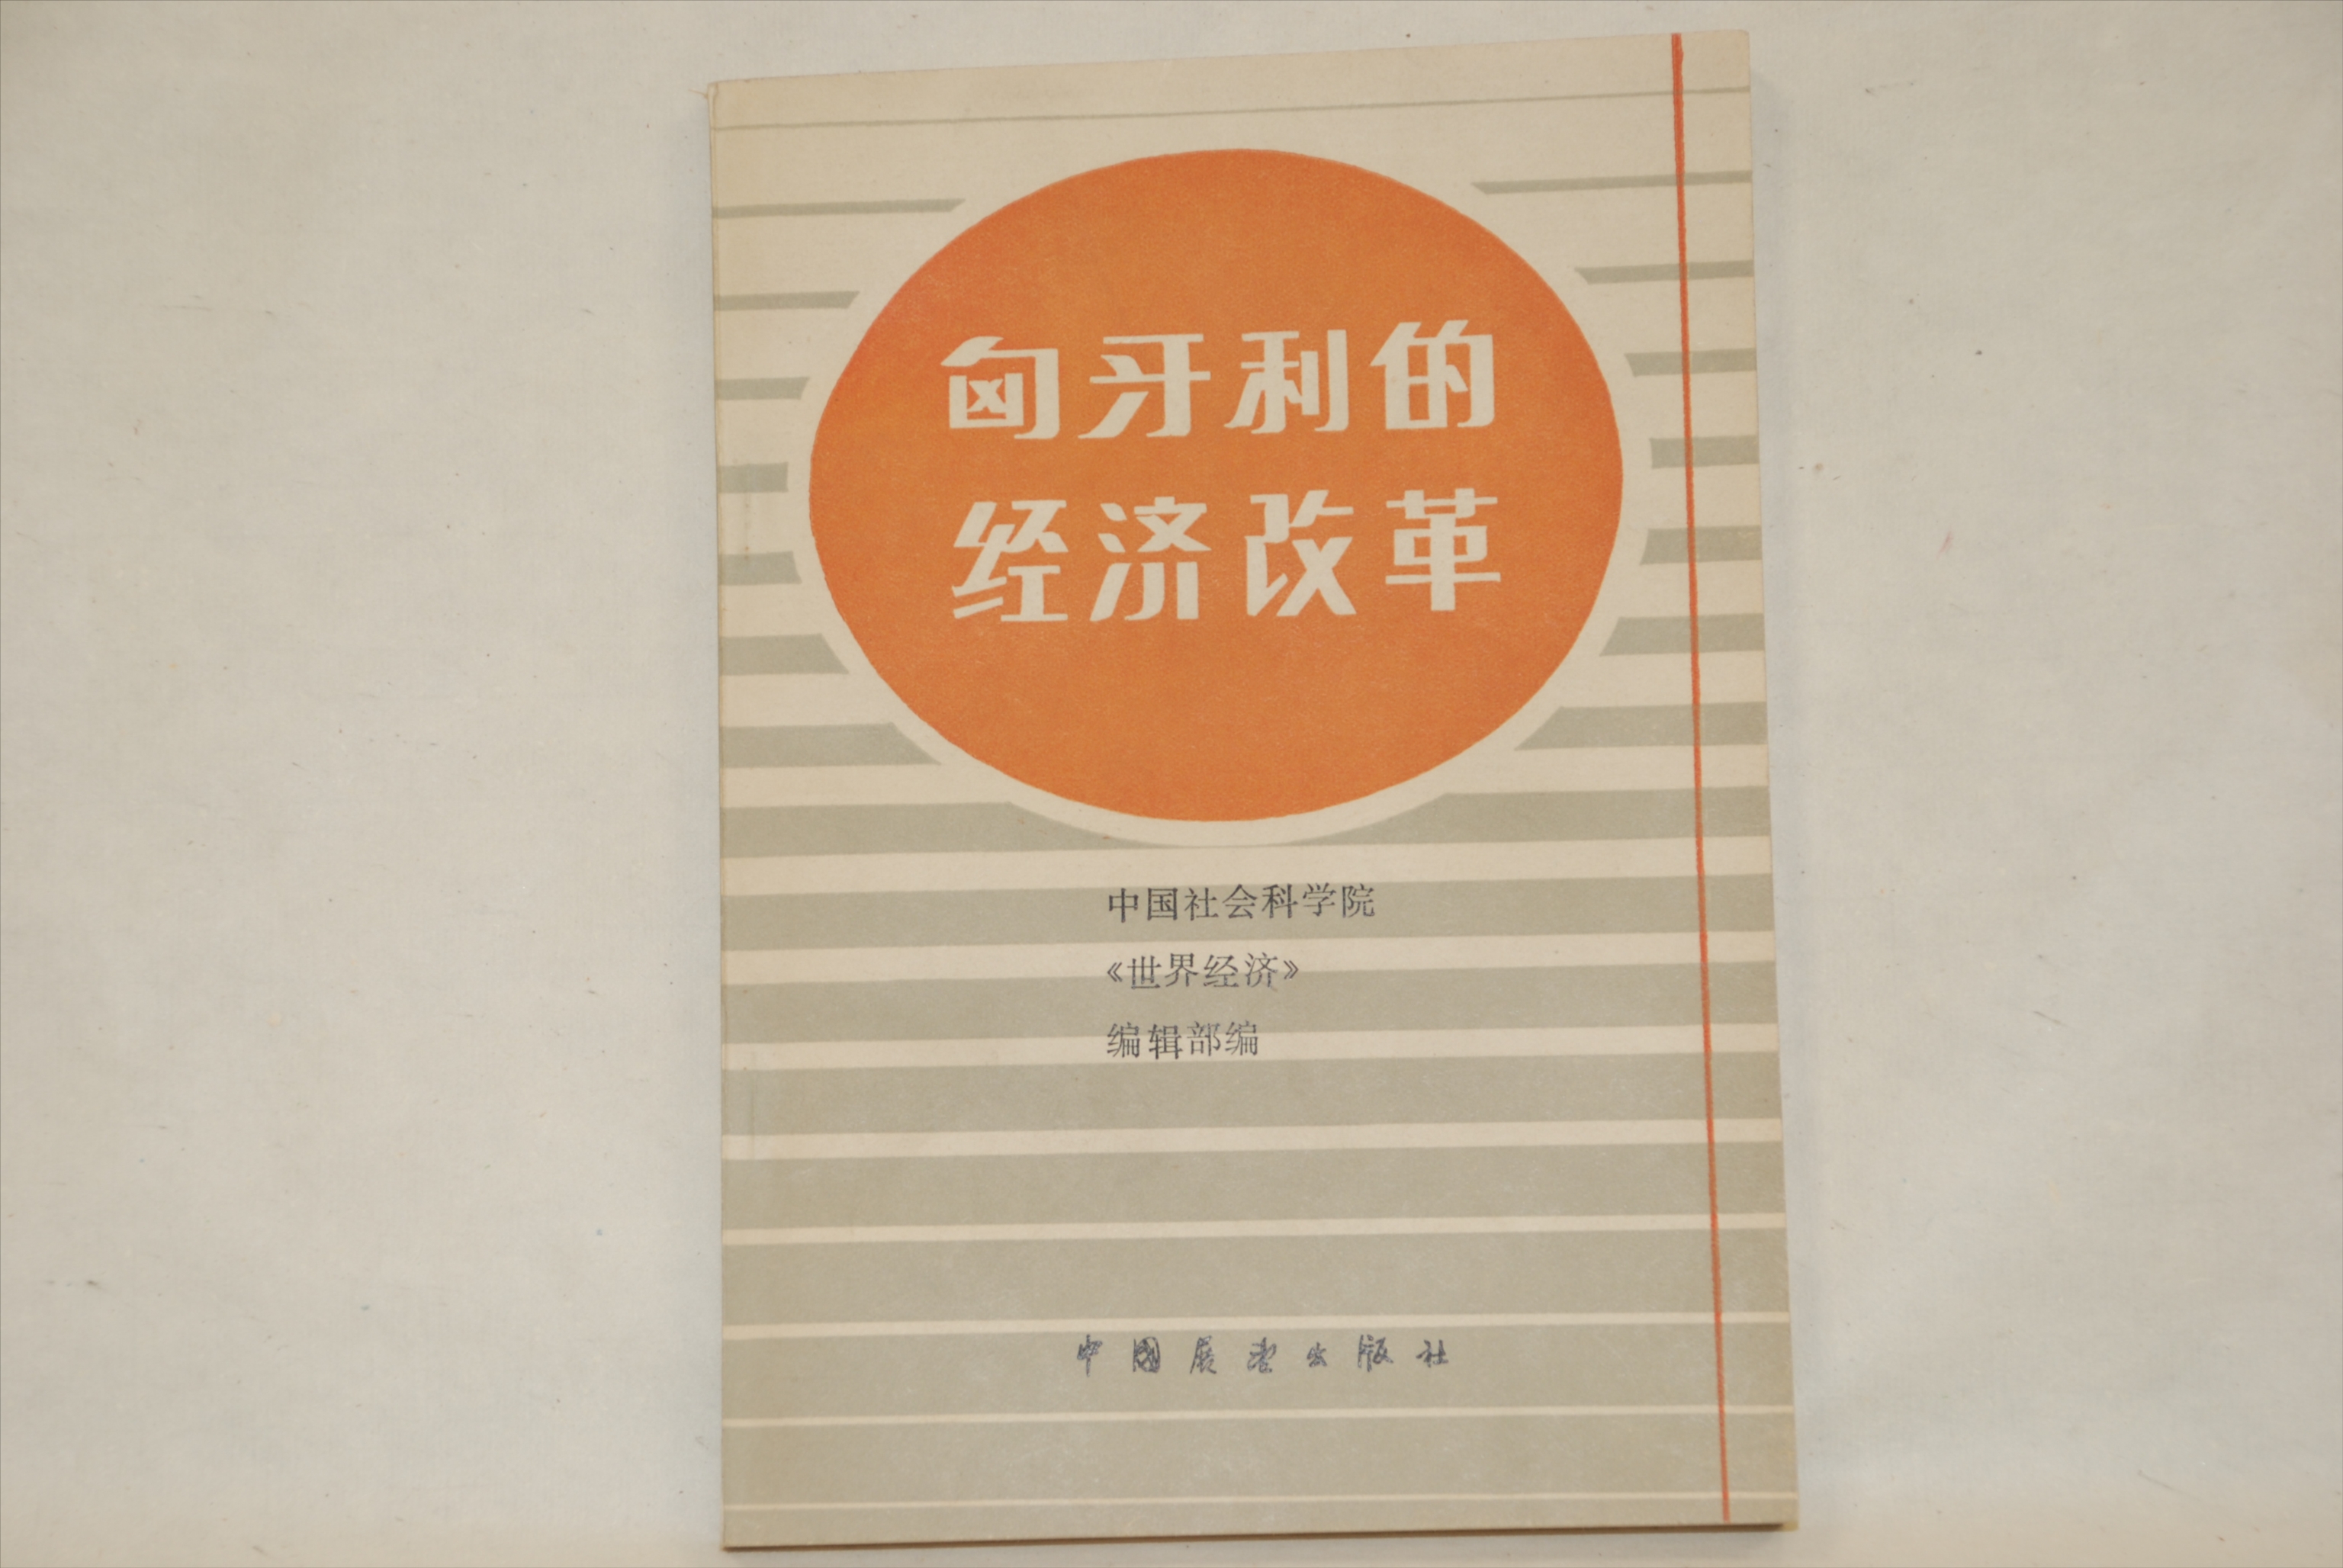 匈牙利的
经济改革
中国社会科学院
《世界经济》
编辑部编
中國展望出版社